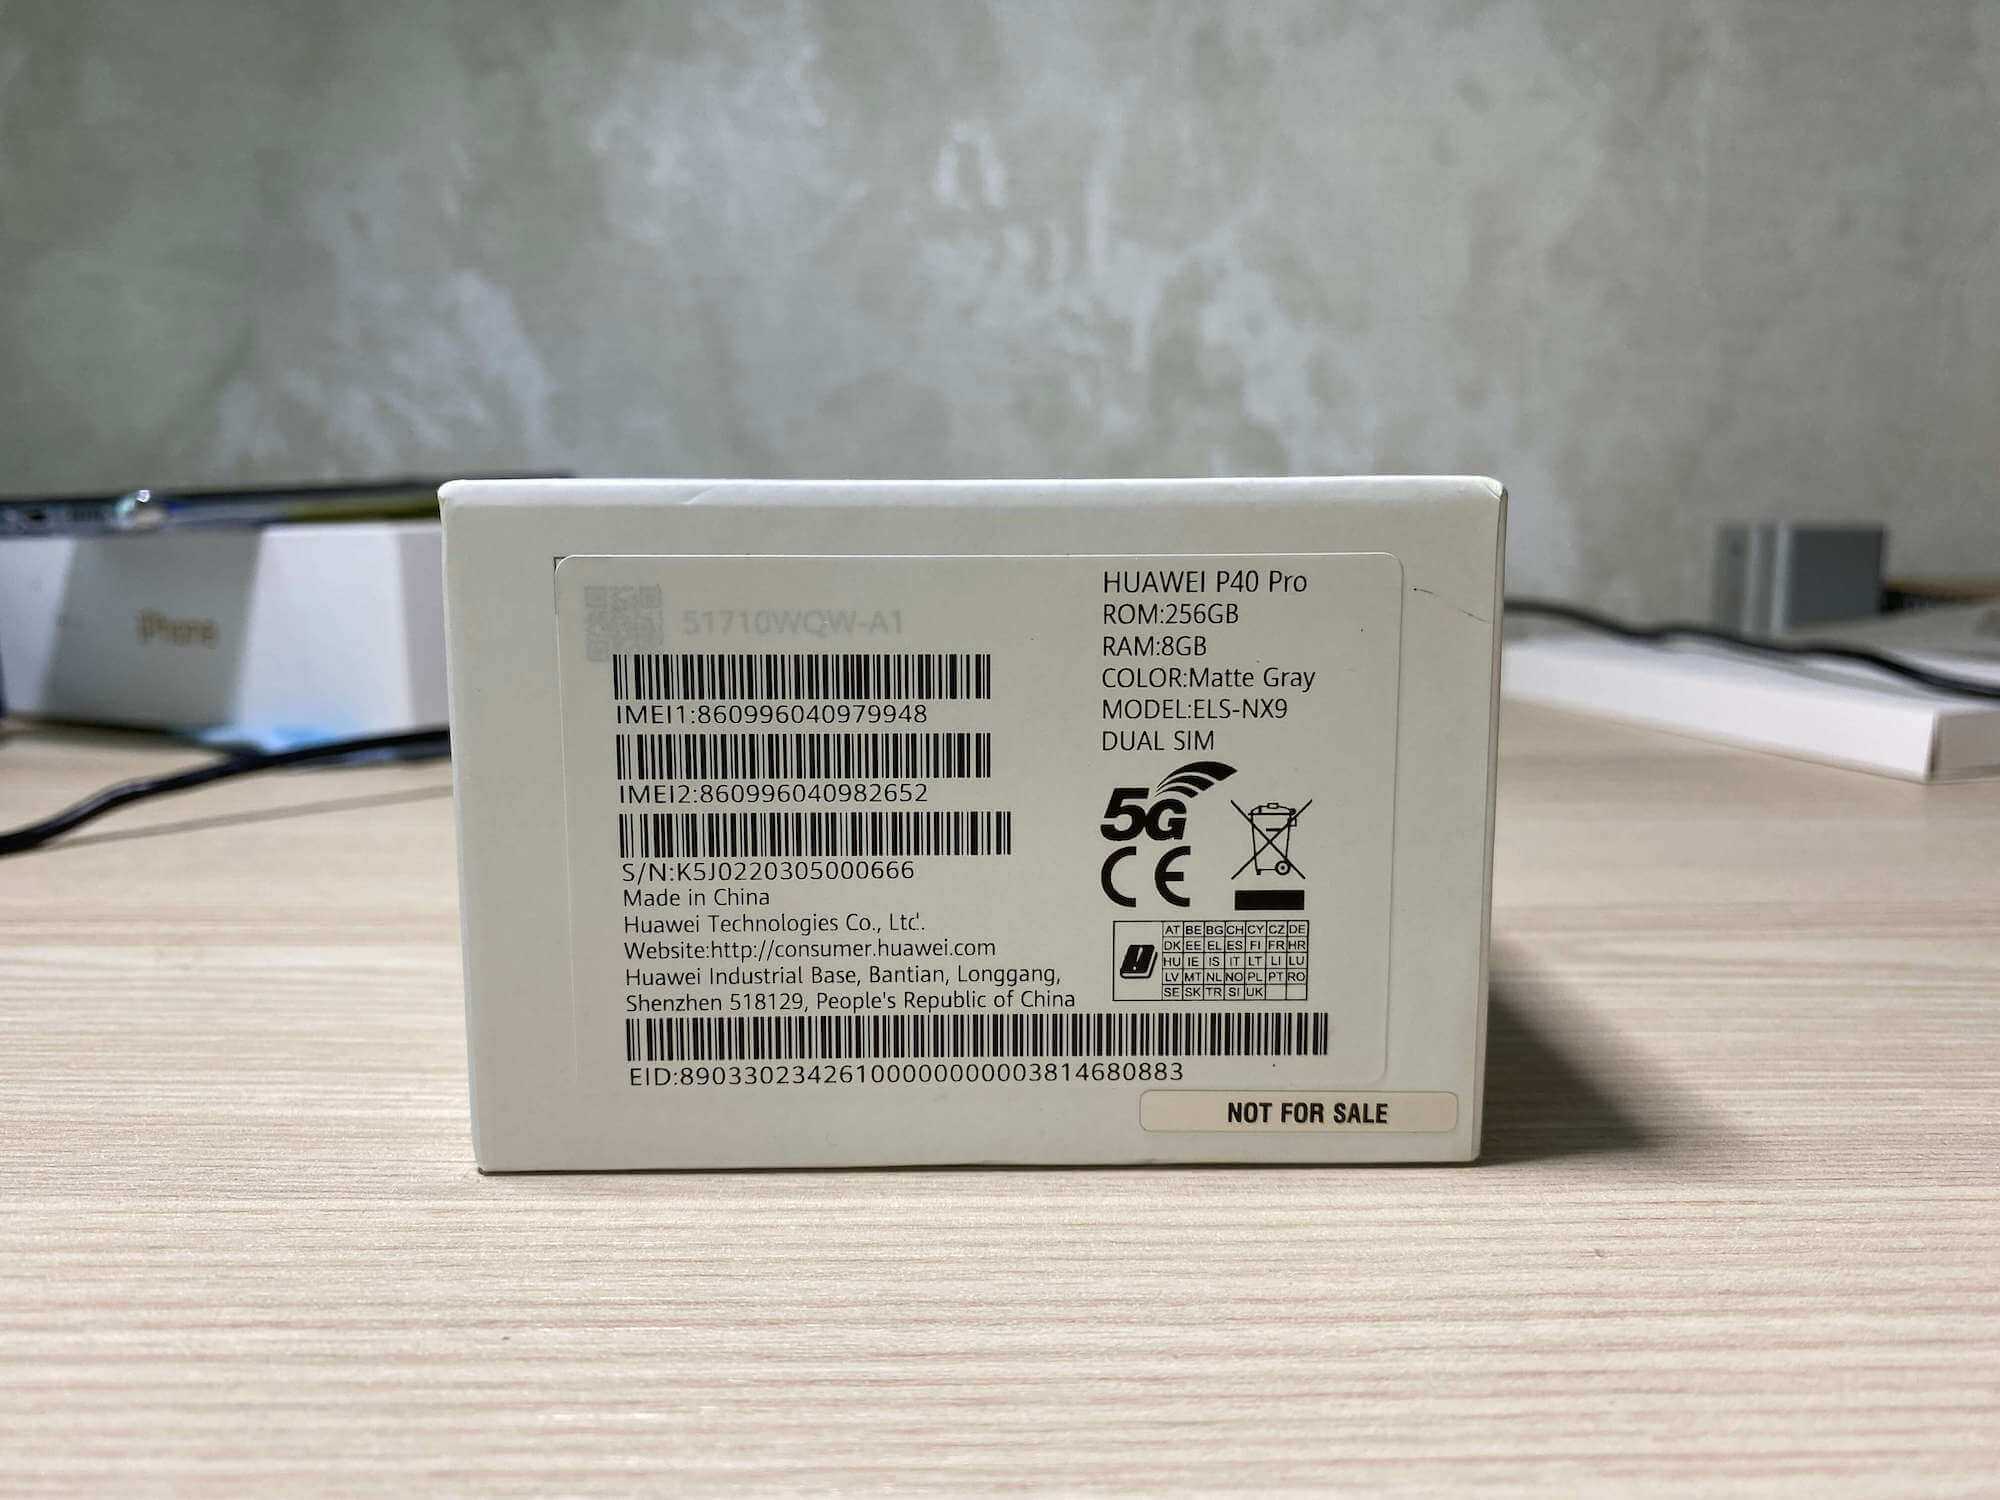 iPhone
51710WQW-A1
IMEI1:860996040979948
IMEI2:860996040982652
S/N:K5J0220305000666
Made in China
Huawei Technologies Co., Ltd.
Website:http://consumer.huawei.com
Huawei Industrial Base, Bantian, Longgang,
Shenzhen 518129, People's Republic of China
EID:89033023426100000000003814680883
HUAWEI P40 Pro
ROM:256GB
RAM:8GB
COLOR:Matte Gray
MODEL:ELS-NX9
DUAL SIM
5G
CE
AT BE BG CH CY CZ DE
DK EE EL ES FI FR HR
HU IE IS IT LT LI LU
LV MT NL NO PL PT RO
SE SK TR SI UK
NOT FOR SALE